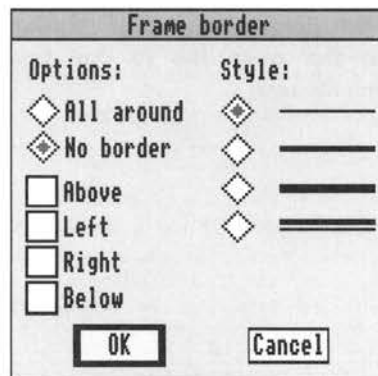 Frame border
Options: Style:
All around
No border
Above
Left
Right
Below
OK Cancel